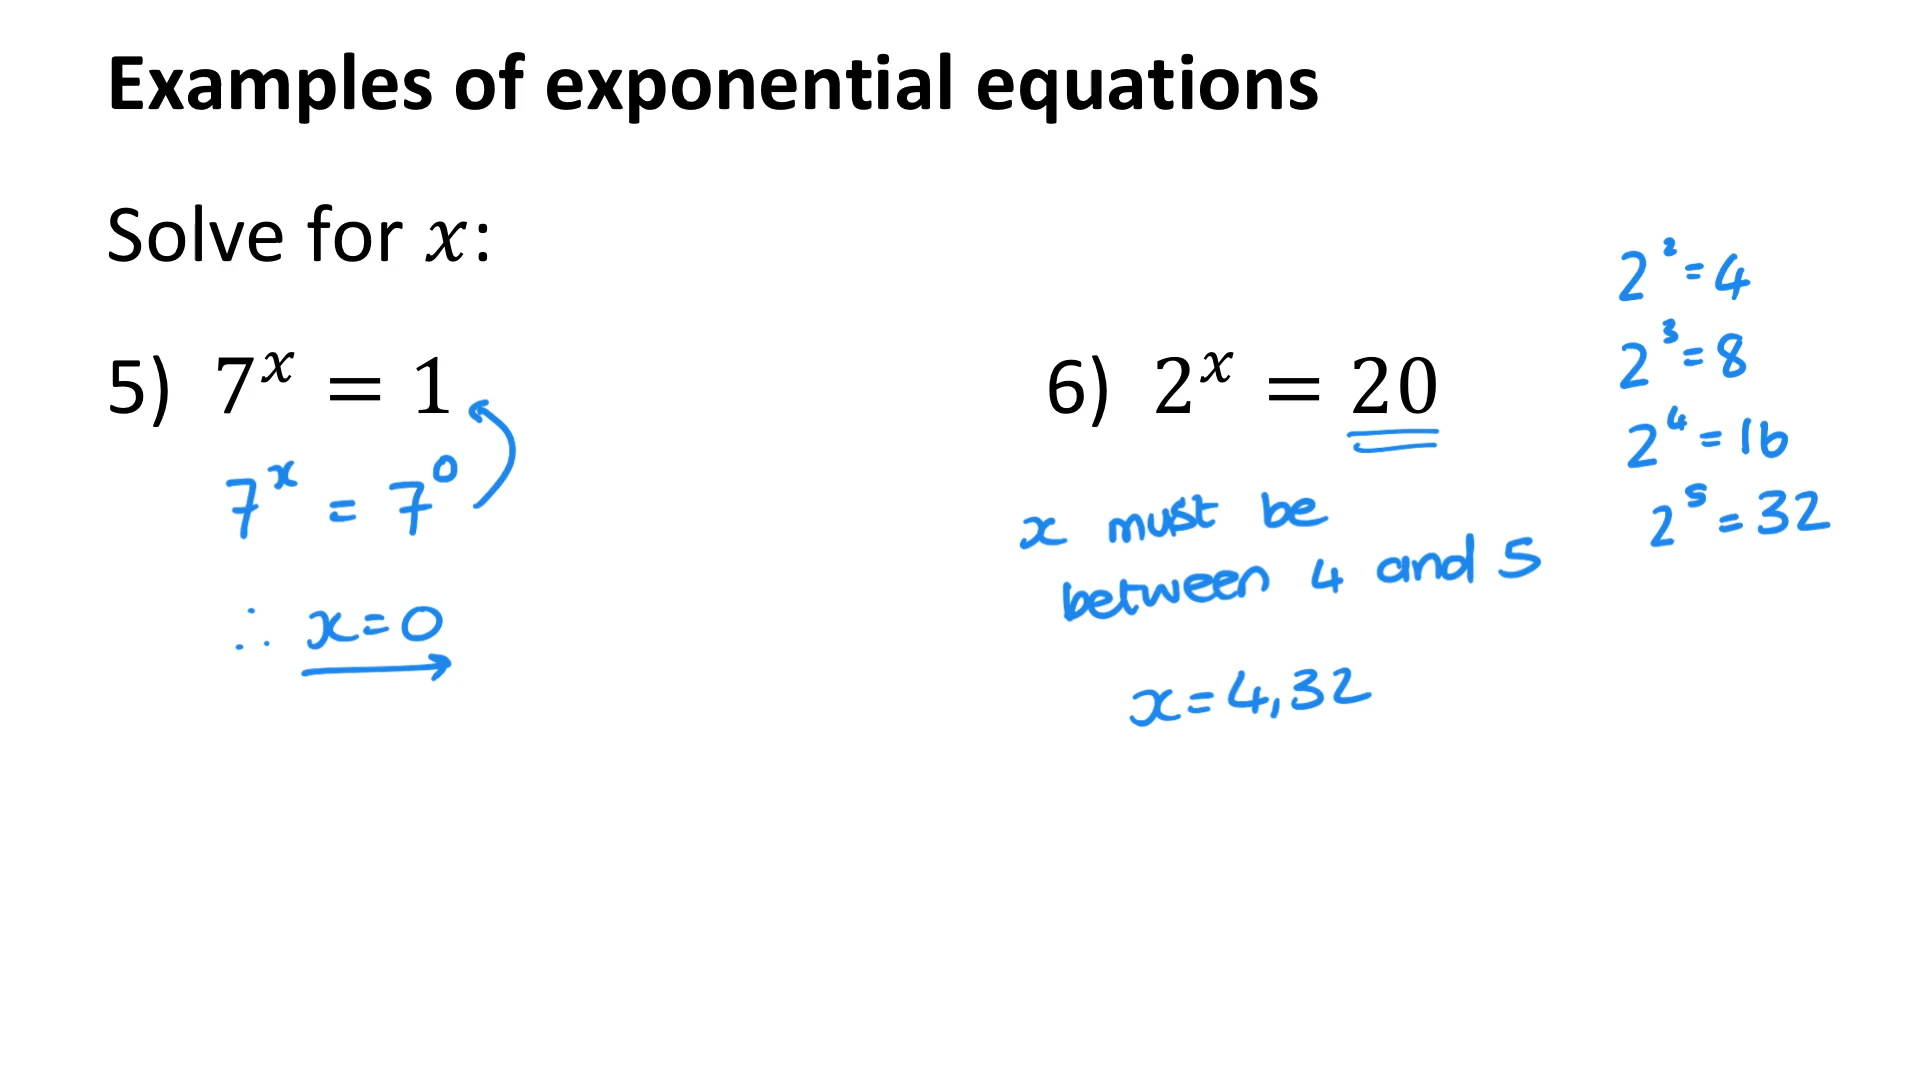 Examples of exponential equations
Solve for x:
5) 7^x = 1
7^x = 7^0
∴ x=0
6) 2^x = 20
x must be
between 4 and 5
x=4,32
2^2=4
2^3=8
2^4=16
2^5=32